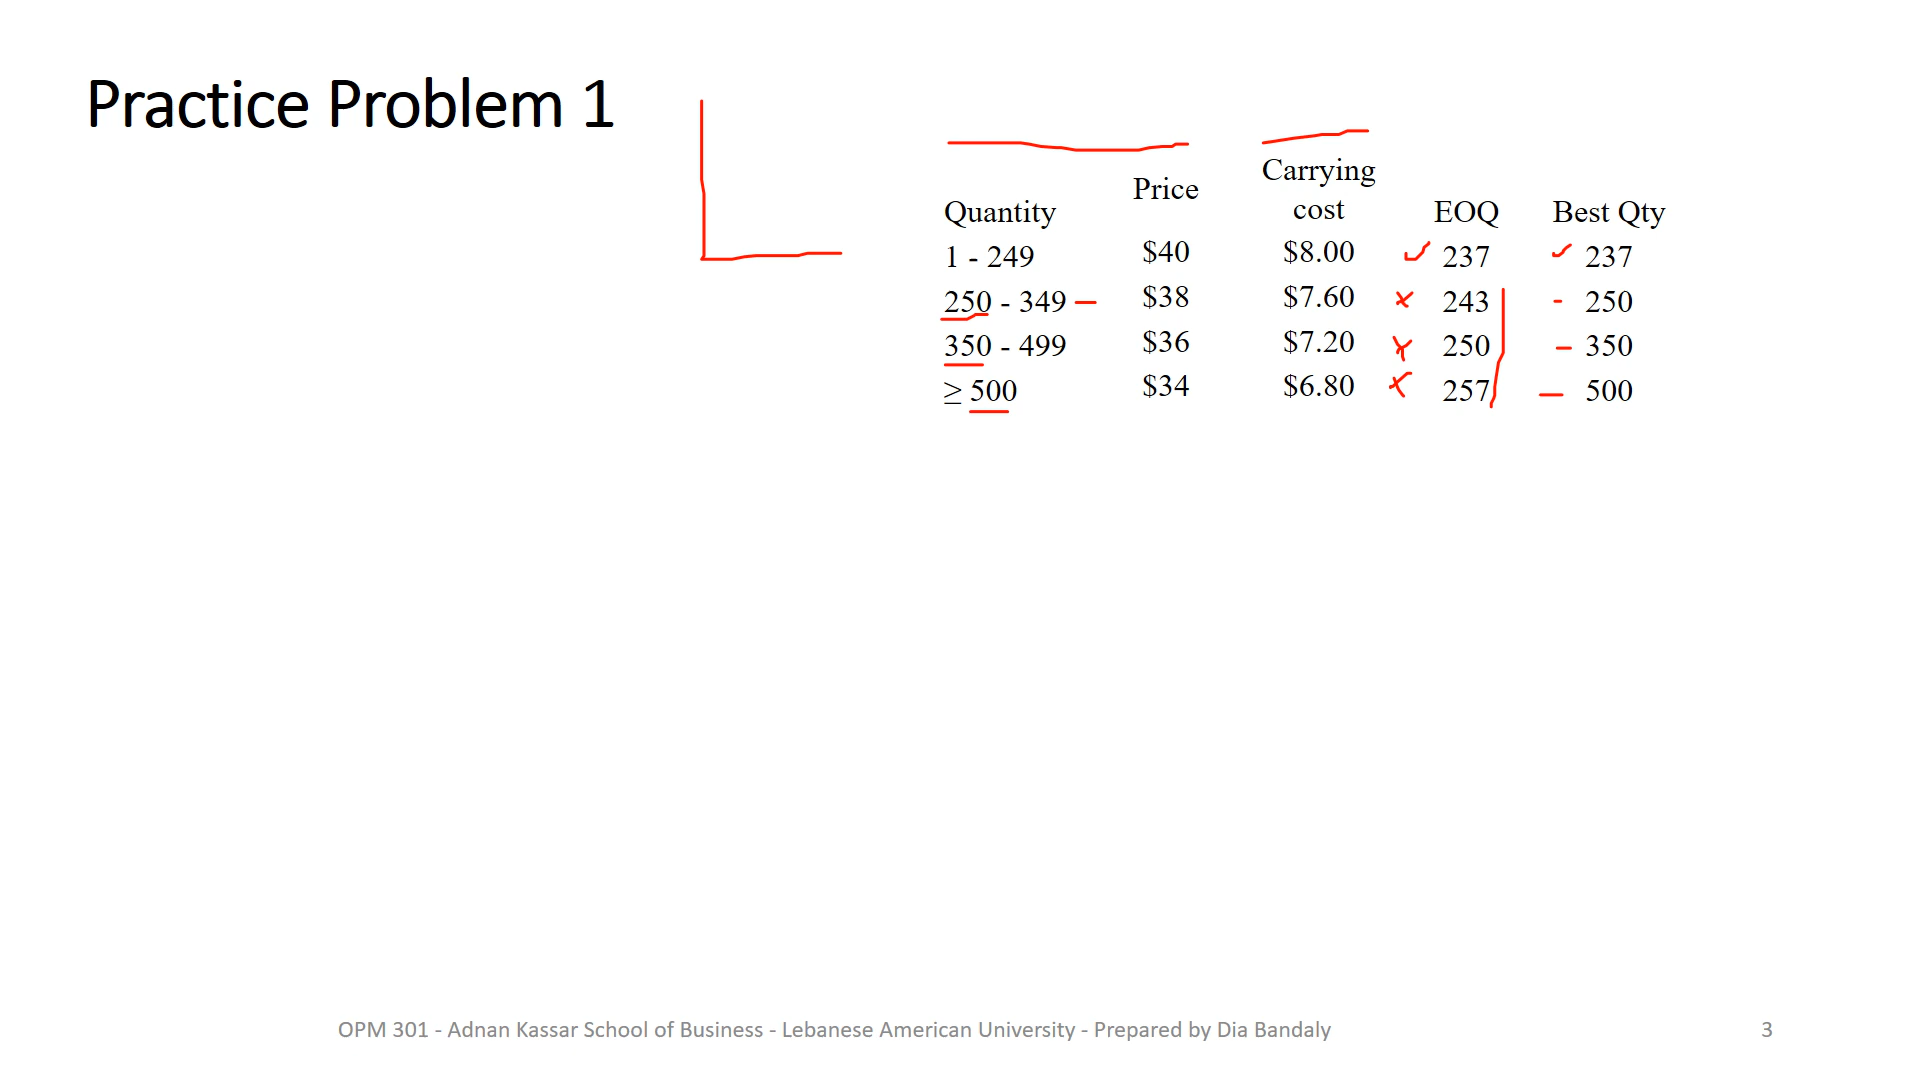 Practice Problem 1
Quantity Price Carrying cost EOQ Best Qty
1 - 249 $40 $8.00 237 237
250 - 349 $38 $7.60 243 250
350 - 499 $36 $7.20 250 350
≥ 500 $34 $6.80 257 500
OPM 301 - Adnan Kassar School of Business - Lebanese American University - Prepared by Dia Bandaly 3